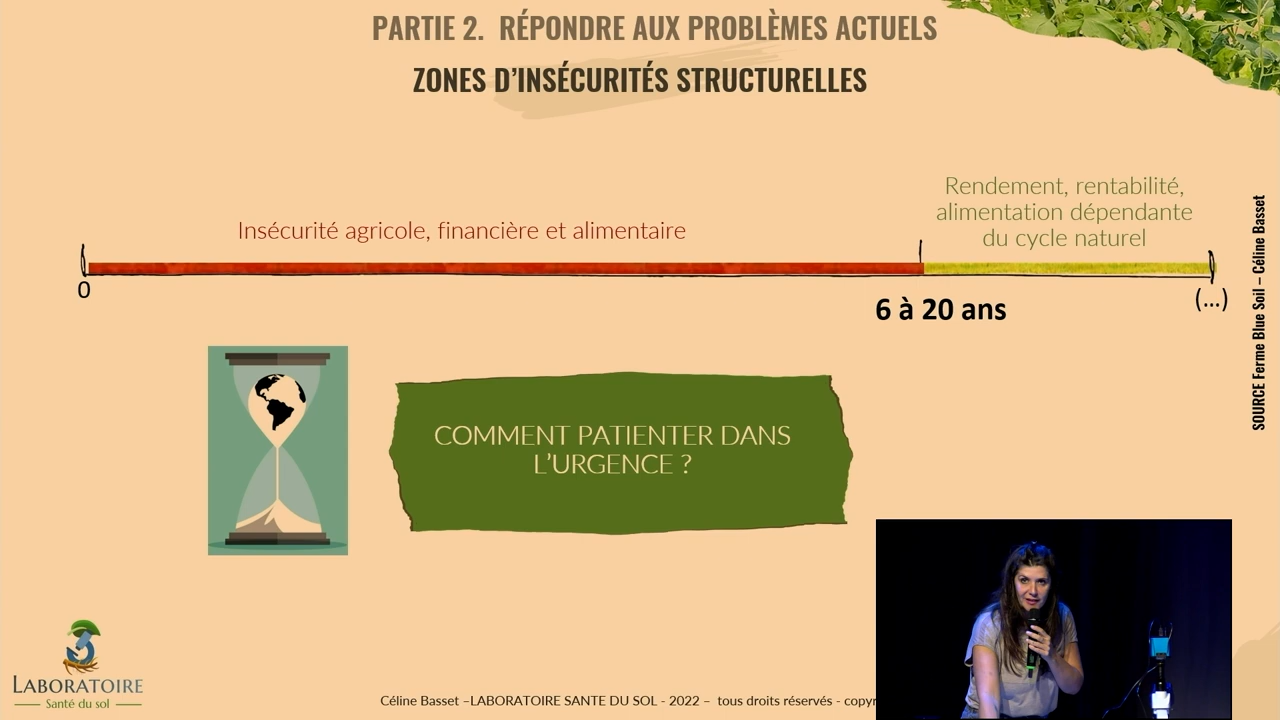 PARTIE 2. RÉPONDRE AUX PROBLÈMES ACTUELS
ZONES D'INSÉCURITÉS STRUCTURELLES
Insécurité agricole, financière et alimentaire
Rendement, rentabilité,
alimentation dépendante
du cycle naturel
0
6 à 20 ans
(...)
SOURCE Ferme Blue Soil – Céline Basset
COMMENT PATIENTER DANS
L'URGENCE ?
LABORATOIRE
Santé du sol
Céline Basset –LABORATOIRE SANTE DU SOL - 2022 – tous droits réservés - copyr